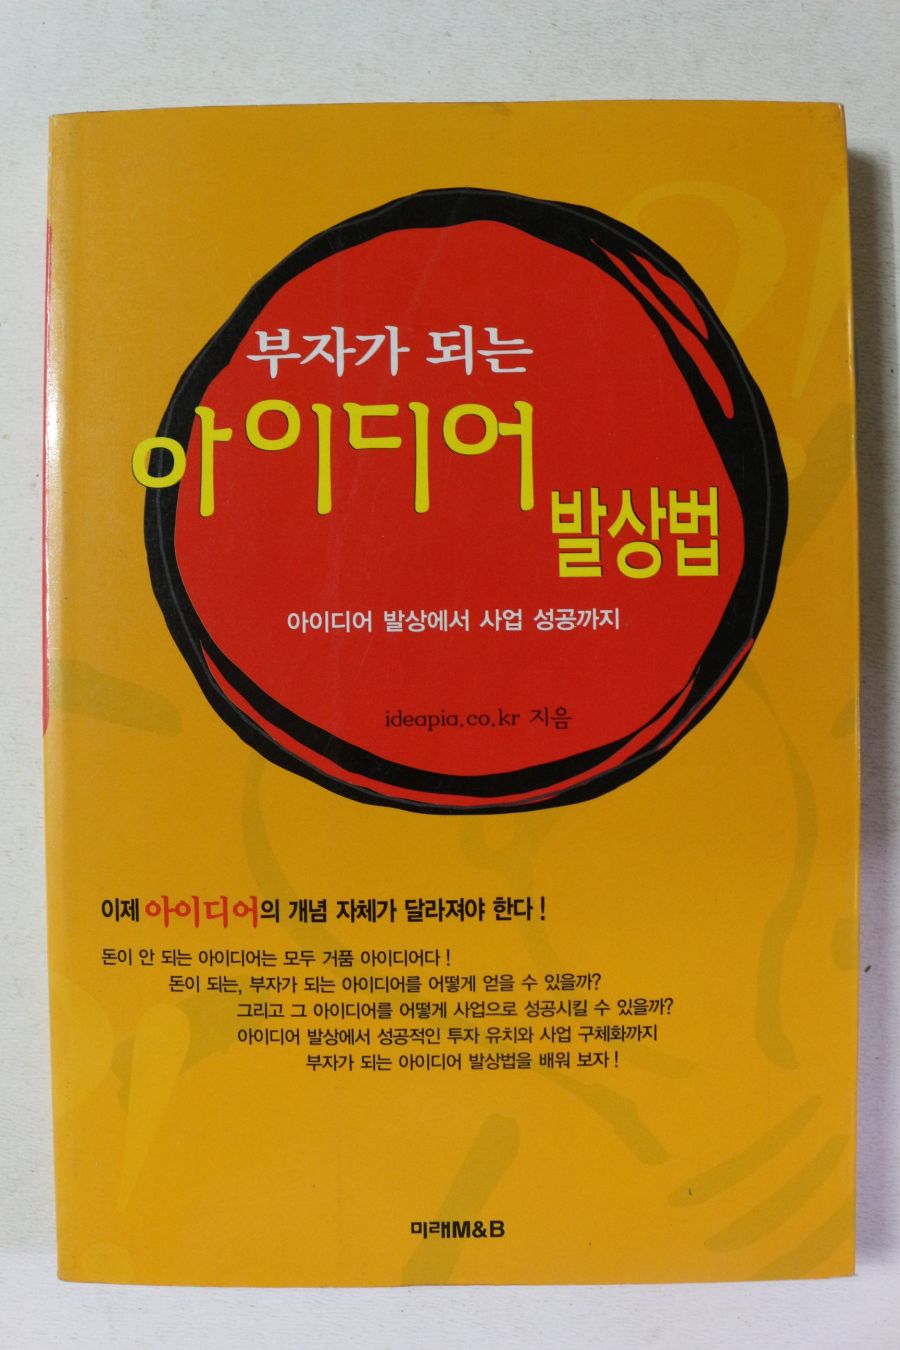 부자가 되는
아이디어
발상법
아이디어 발상에서 사업 성공까지
ideapia.co.kr 지음
이제 아이디어의 개념 자체가 달라져야 한다!
돈이 안 되는 아이디어는 모두 거품 아이디어다!
돈이 되는, 부자가 되는 아이디어를 어떻게 얻을 수 있을까?
그리고 그 아이디어를 어떻게 사업으로 성공시킬 수 있을까?
아이디어 발상에서 성공적인 투자 유치와 사업 구체화까지
부자가 되는 아이디어 발상법을 배워 보자!
미래M&B